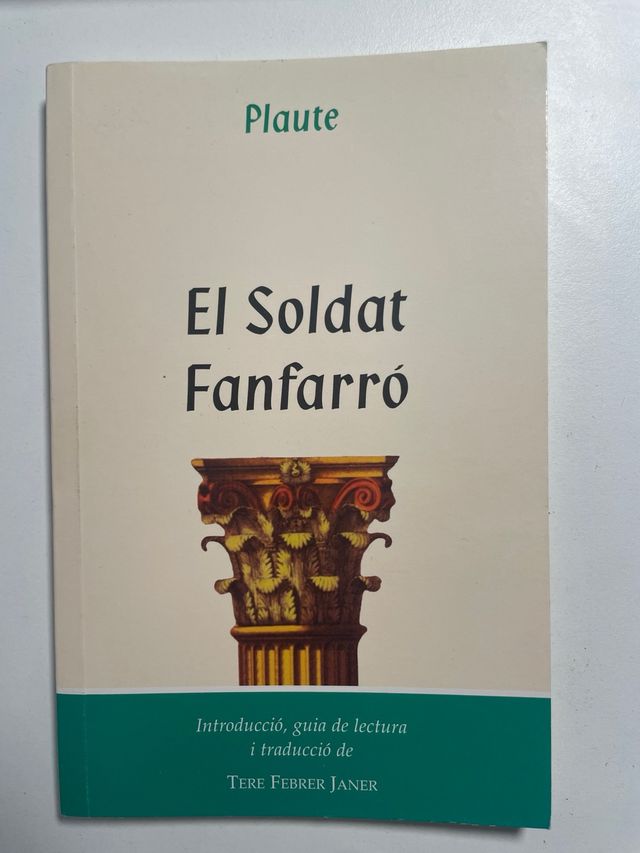 Plaute
El Soldat
Fanfarró
Introducció, guia de lectura
i traducció de
TERE FEBRER JANER